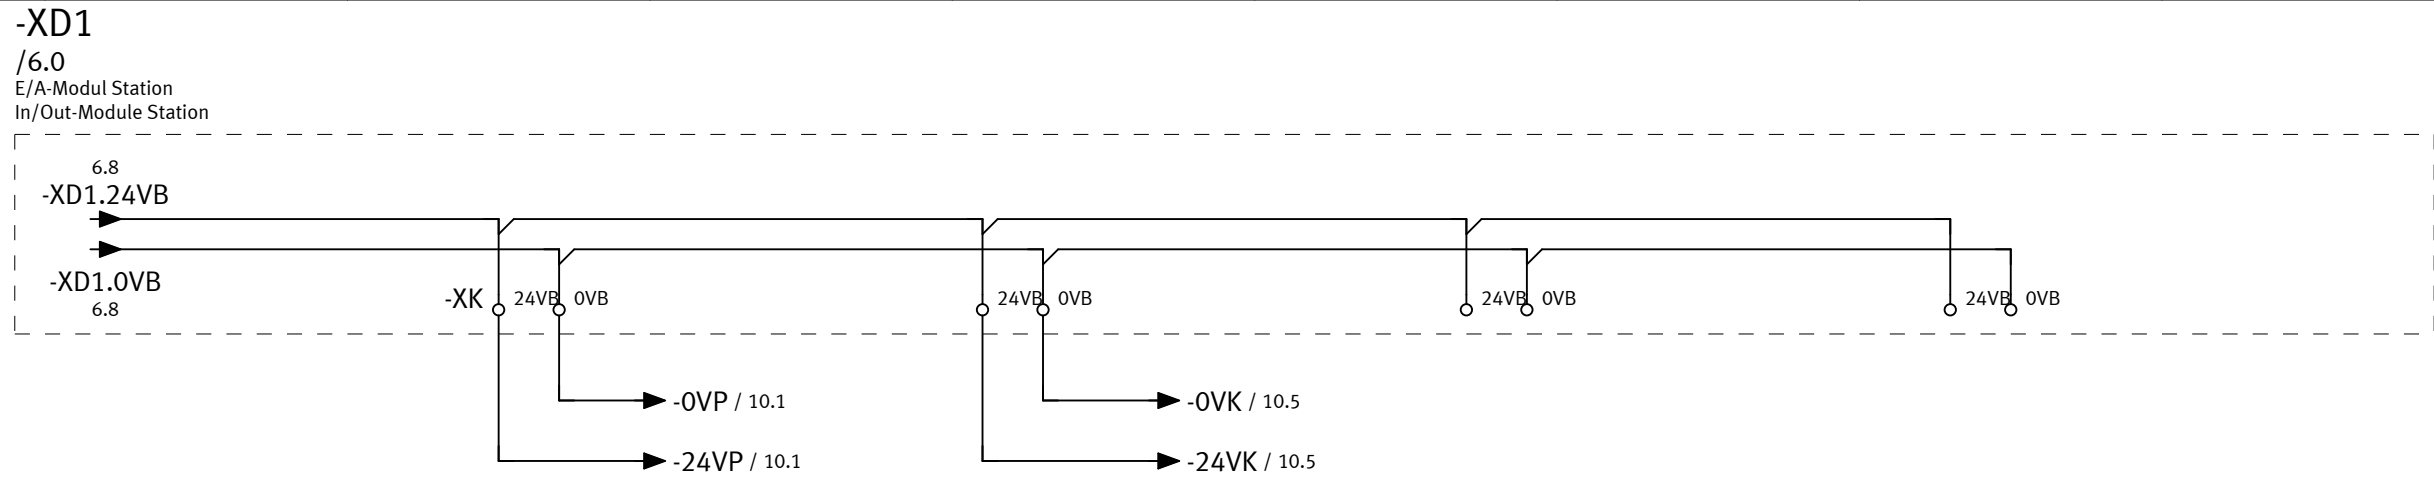 -XD1
/6.0
E/A-Modul Station
In/Out-Module Station
6.8
-XD1.24VB
-XD1.0VB
6.8
-XK 24VB 0VB 24VB 0VB 24VB 0VB 24VB 0VB
-0VP / 10.1 -0VK / 10.5
-24VP / 10.1 -24VK / 10.5